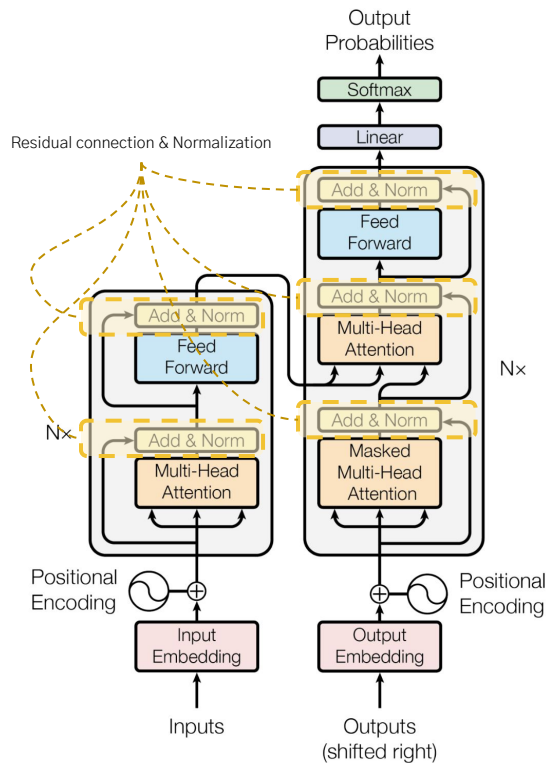 Output
Probabilities
Softmax
Linear
Residual connection & Normalization
Add & Norm
Feed
Forward
Add & Norm
Multi-Head
Attention
Add & Norm
Masked
Multi-Head
Attention
Nx
Add & Norm
Feed
Forward
Add & Norm
Multi-Head
Attention
Nx
Positional
Encoding
Input
Embedding
Inputs
Positional
Encoding
Output
Embedding
Outputs
(shifted right)